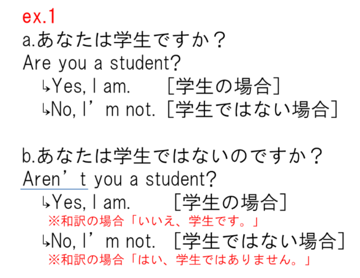 ex.1
a.あなたは学生ですか？
Are you a student?
↳Yes,I am. [学生の場合]
↳No,I’m not. [学生ではない場合]
b.あなたは学生ではないのですか？
Aren’t you a student?
↳Yes,I am. [学生の場合]
※和訳の場合「いいえ、学生です。」
↳No,I’m not. [学生ではない場合]
※和訳の場合「はい、学生ではありません。」